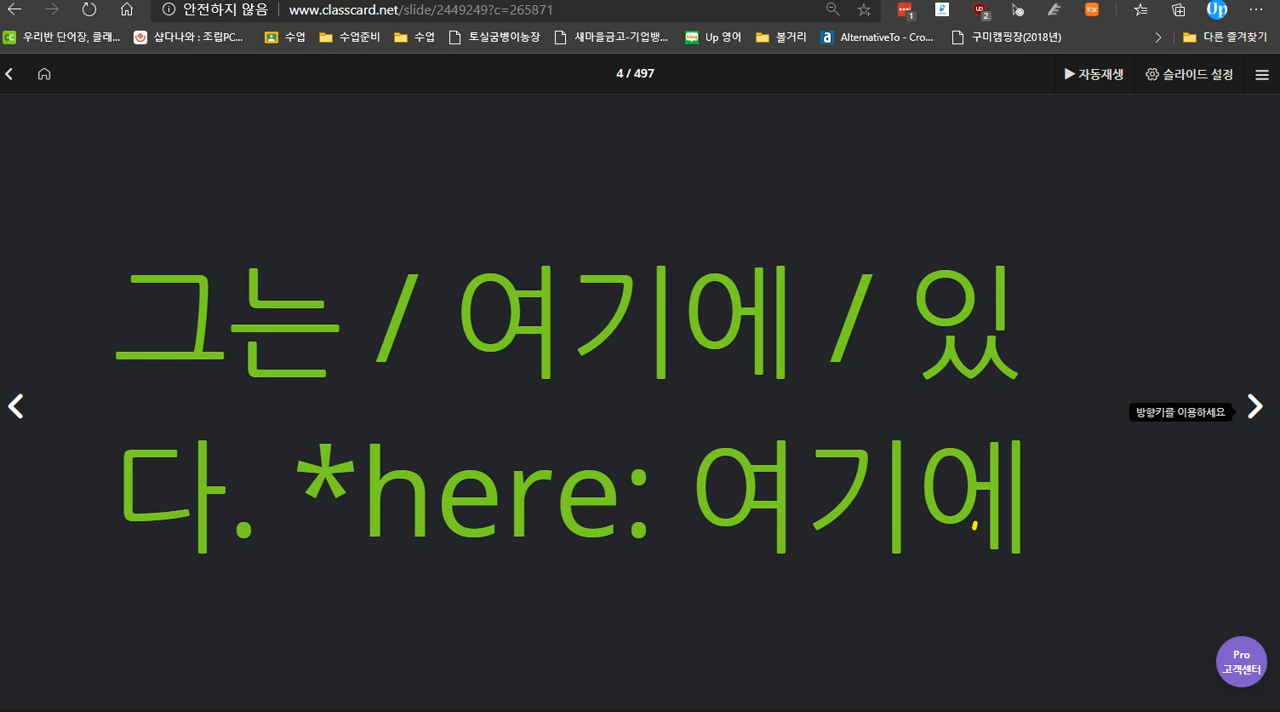 안전하지 않음 www.classcard.net/slide/2449249?c=265871
1 2 Up
우리반 단어장, 클래... 샵다나와 : 조립PC... 수업 수업준비 수업 토실굼벵이농장 새마을금고-기업뱅... Up 영어 볼거리 AlternativeTo - Cro... 구미캠핑장(2018년) 다른 즐겨찾기
4 / 497 자동재생 슬라이드 설정
그는 / 여기에 / 있
다. *here: 여기에
방향키를 이용하세요
Pro
고객센터